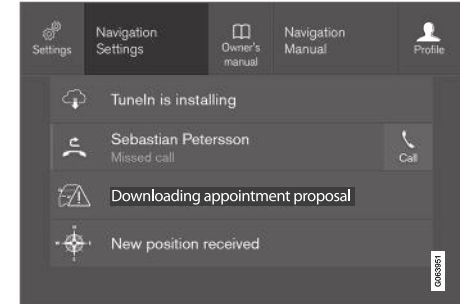 Settings
Navigation
Settings
Owner's
manual
Navigation
Manual
Profile
TuneIn is installing
Sebastian Petersson
Missed call
Call
Downloading appointment proposal
New position received
G063951